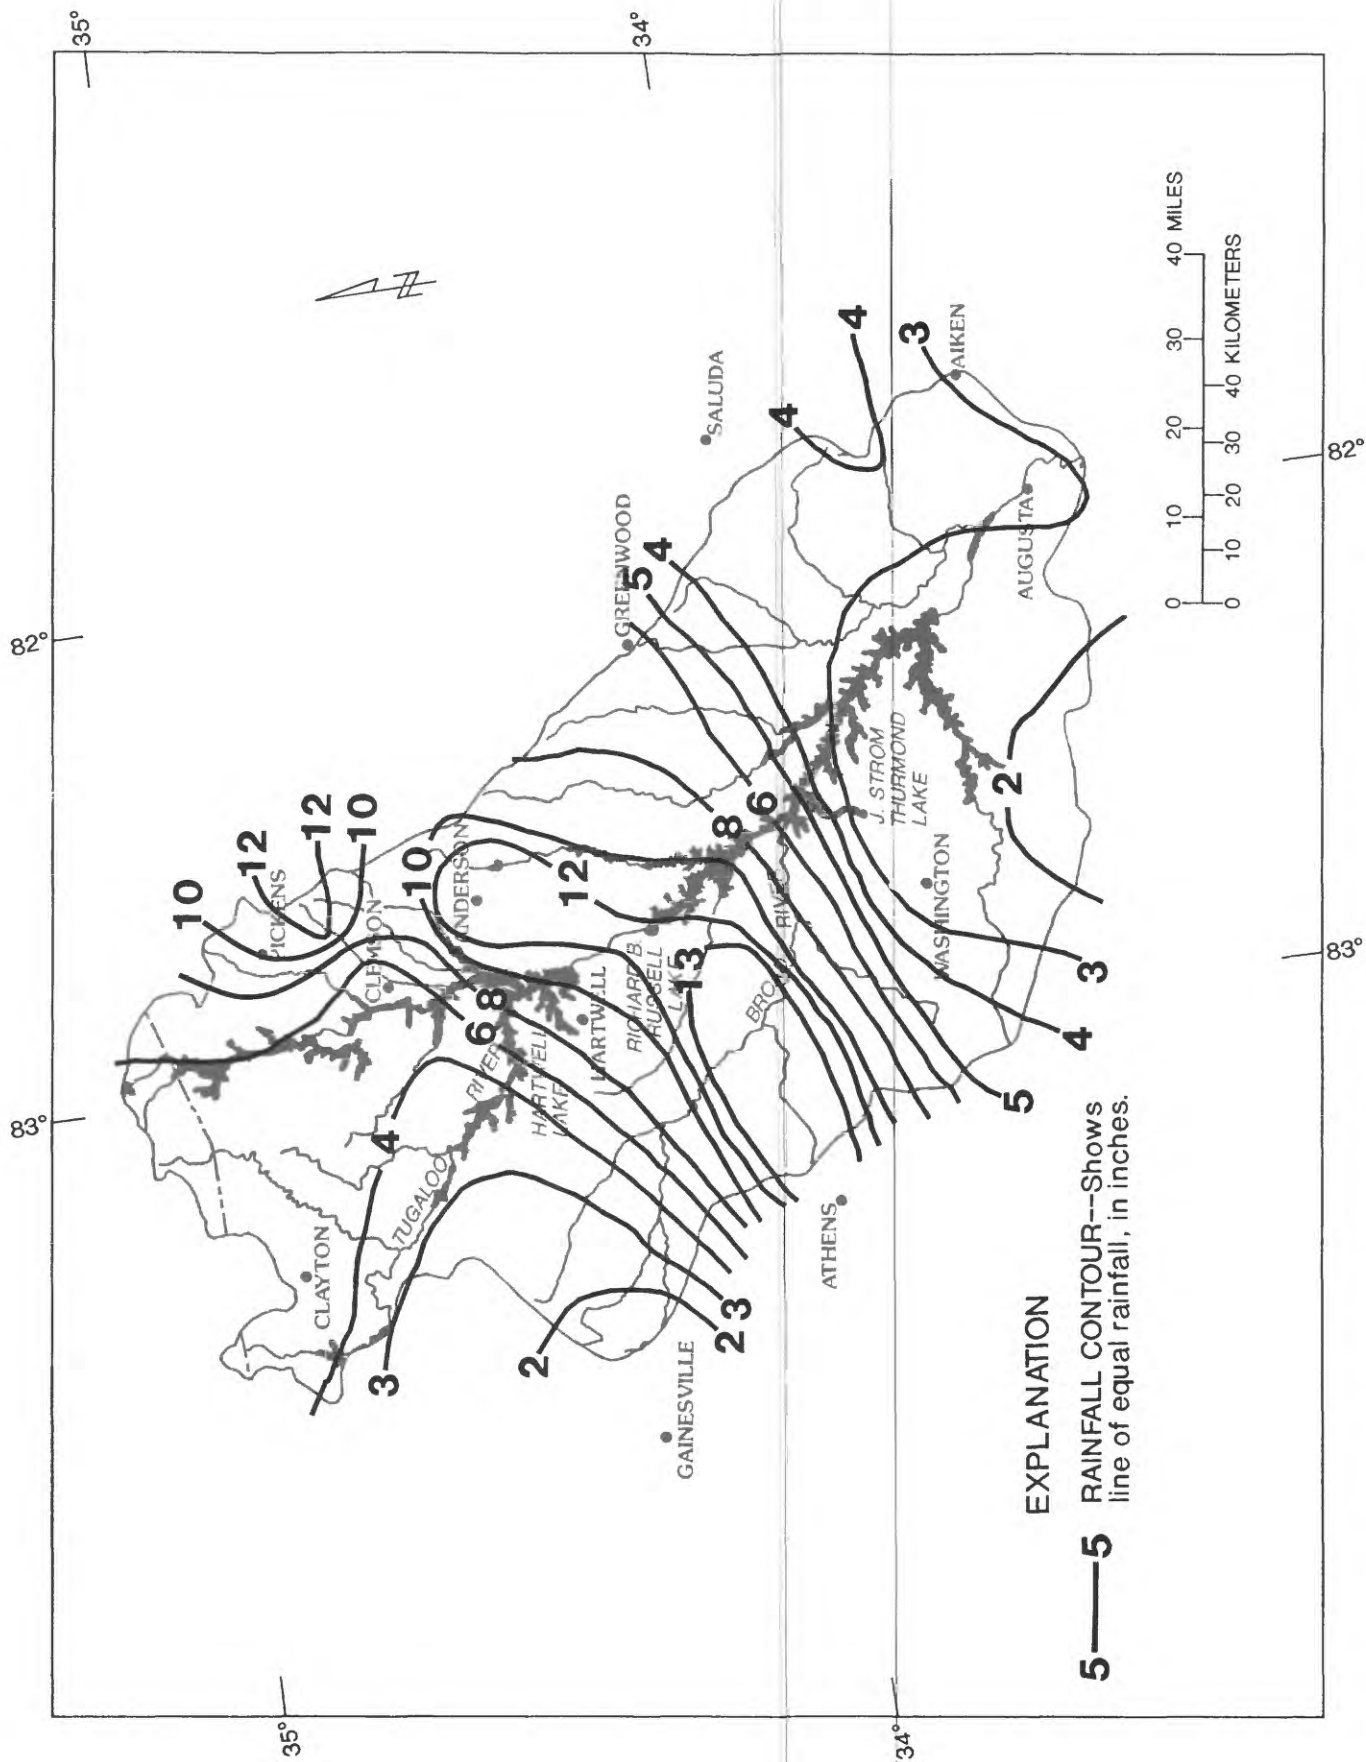 35°
34°
82°
83°
35°
34°
82°
83°
10
12
12
10
PICKENS
CLEMSON
10
ANDERSON
12
8
6
4
3
CLAYTON
TUGALOO
RIVER
HARTWELL
LAKE
HARTWELL
RICHARD B.
RUSSELL
LAKE
13
BROAD
RIVER
8
6
5
4
GREENWOOD
SALUDA
4
4
3
AIKEN
AUGUSTA
J. STROM
THURMOND
LAKE
WASHINGTON
2
3
4
5
2
2
3
GAINESVILLE
ATHENS
0 10 20 30 40 MILES
0 10 20 30 40 KILOMETERS
EXPLANATION
5 5 RAINFALL CONTOUR--Shows
line of equal rainfall, in inches.